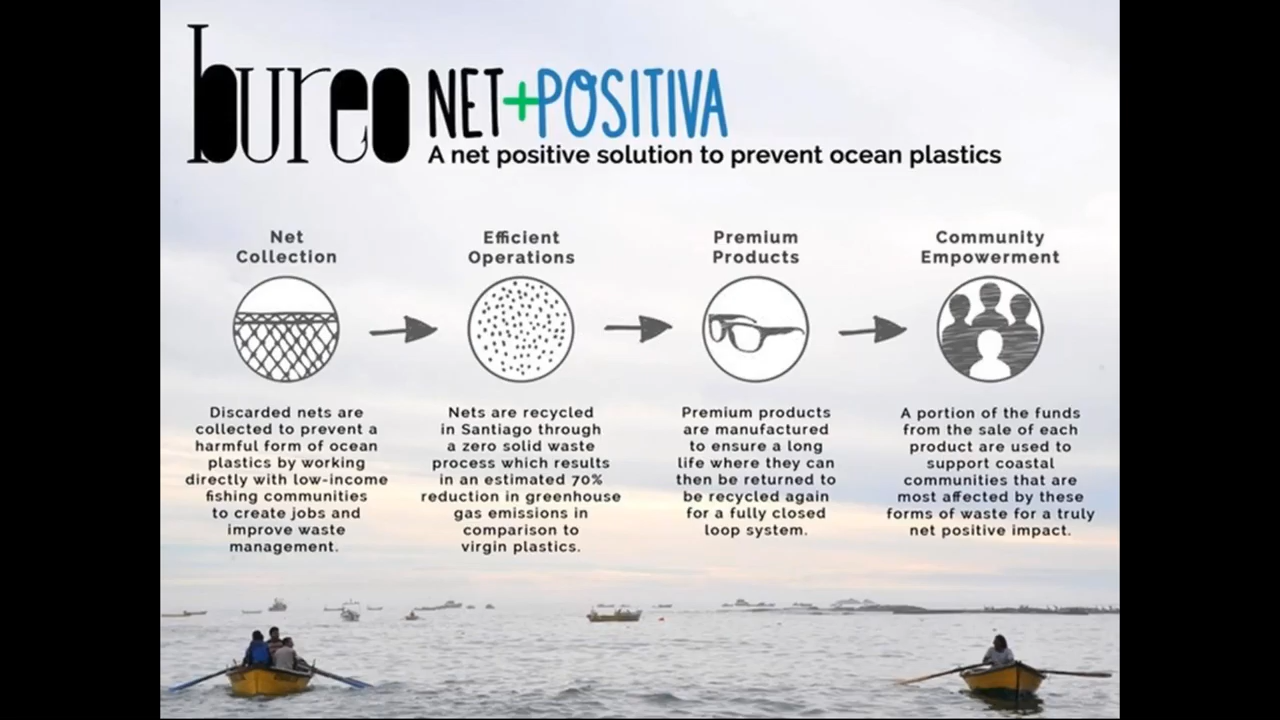 bureo NET+POSITIVA
A net positive solution to prevent ocean plastics
Net
Collection
Discarded nets are
collected to prevent a
harmful form of ocean
plastics by working
directly with low-income
fishing communities
to create jobs and
improve waste
management.
Efficient
Operations
Nets are recycled
in Santiago through
a zero solid waste
process which results
in an estimated 70%
reduction in greenhouse
gas emissions in
comparison to
virgin plastics.
Premium
Products
Premium products
are manufactured
to ensure a long
life where they can
then be returned to
be recycled again
for a fully closed
loop system.
Community
Empowerment
A portion of the funds
from the sale of each
product are used to
support coastal
communities that are
most affected by these
forms of waste for a truly
net positive impact.